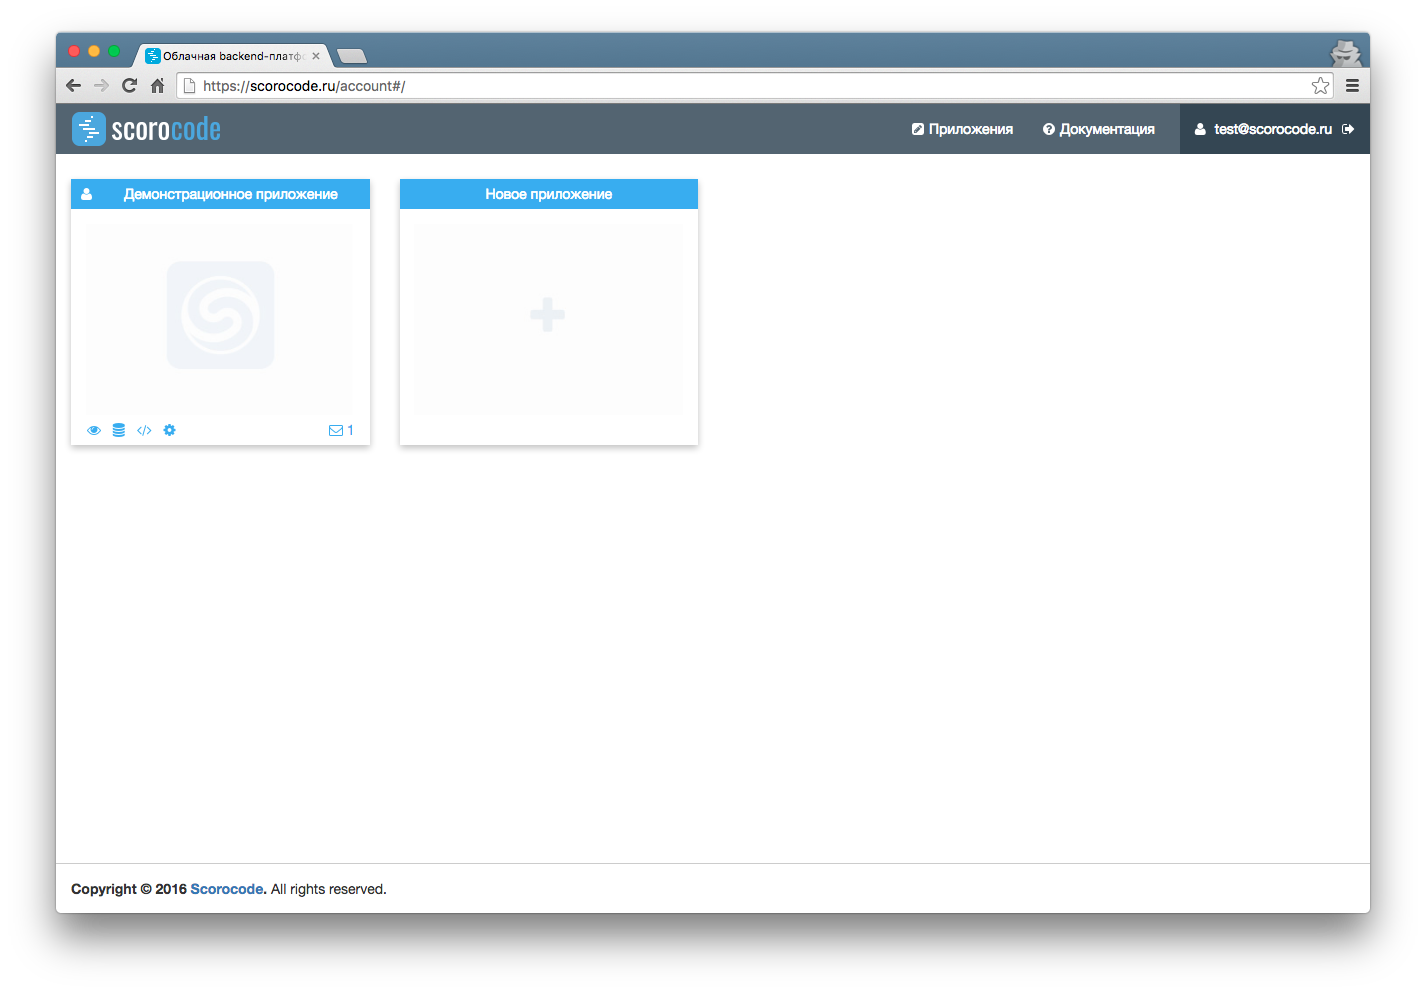 Облачная backend-платф
https://scorocode.ru/account#/
scorocode
Приложения
Документация
test@scorocode.ru
Демонстрационное приложение
Новое приложение
1
Copyright © 2016 Scorocode. All rights reserved.